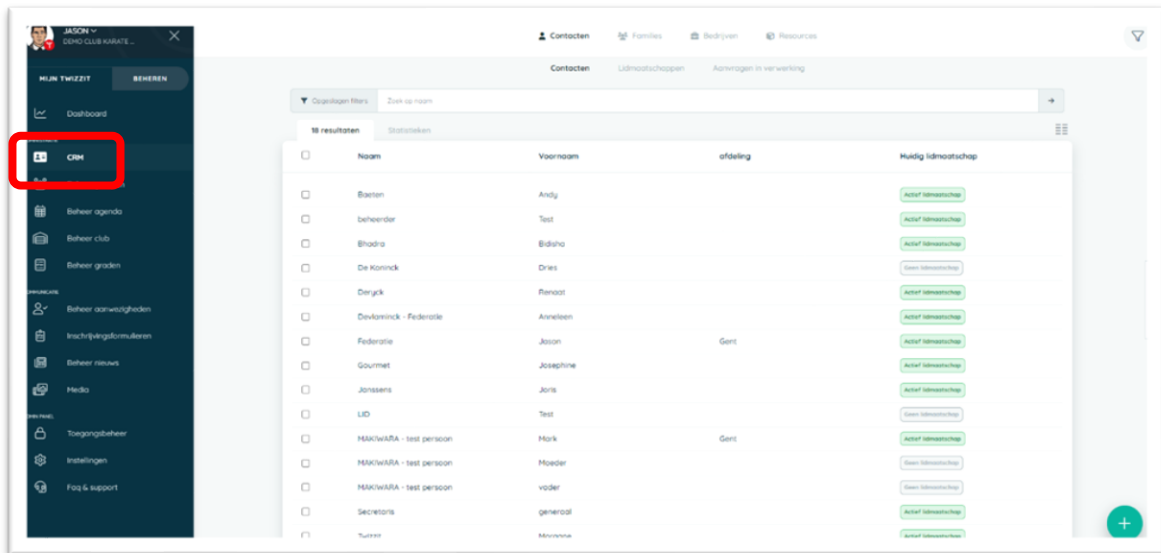 JASON
DEMO CLUB KARATE ...
MIJN TWIZZIT
BEHEREN
Dashboard
CRM
Beheer agenda
Beheer club
Beheer graden
Beheer aanwezigheden
Inschrijvingsformulieren
Beheer nieuws
Media
Toegangsbeheer
Instellingen
Faq & support
Contacten Families Bedrijven Resources
Contacten Lidmaatschappen Aanvragen in verwerking
Opgeslagen filters Zoek op naam
18 resultaten Statistieken
Naam Voornaam afdeling Huidig lidmaatschap
Baeten Andy Actief lidmaatschap
beheerder Test Actief lidmaatschap
Bhadra Bidisha Actief lidmaatschap
De Koninck Dries Geen lidmaatschap
Deryck Renaat Actief lidmaatschap
Devlaminck - Federatie Anneleen Actief lidmaatschap
Federatie Jason Gent Actief lidmaatschap
Gourmet Josephine Actief lidmaatschap
Janssens Joris Actief lidmaatschap
LID Test Geen lidmaatschap
MAKIWARA - test persoon Mark Gent Actief lidmaatschap
MAKIWARA - test persoon Moeder Geen lidmaatschap
MAKIWARA - test persoon vader Geen lidmaatschap
Secretaris generaal Actief lidmaatschap
Twizzit Morgane Actief lidmaatschap